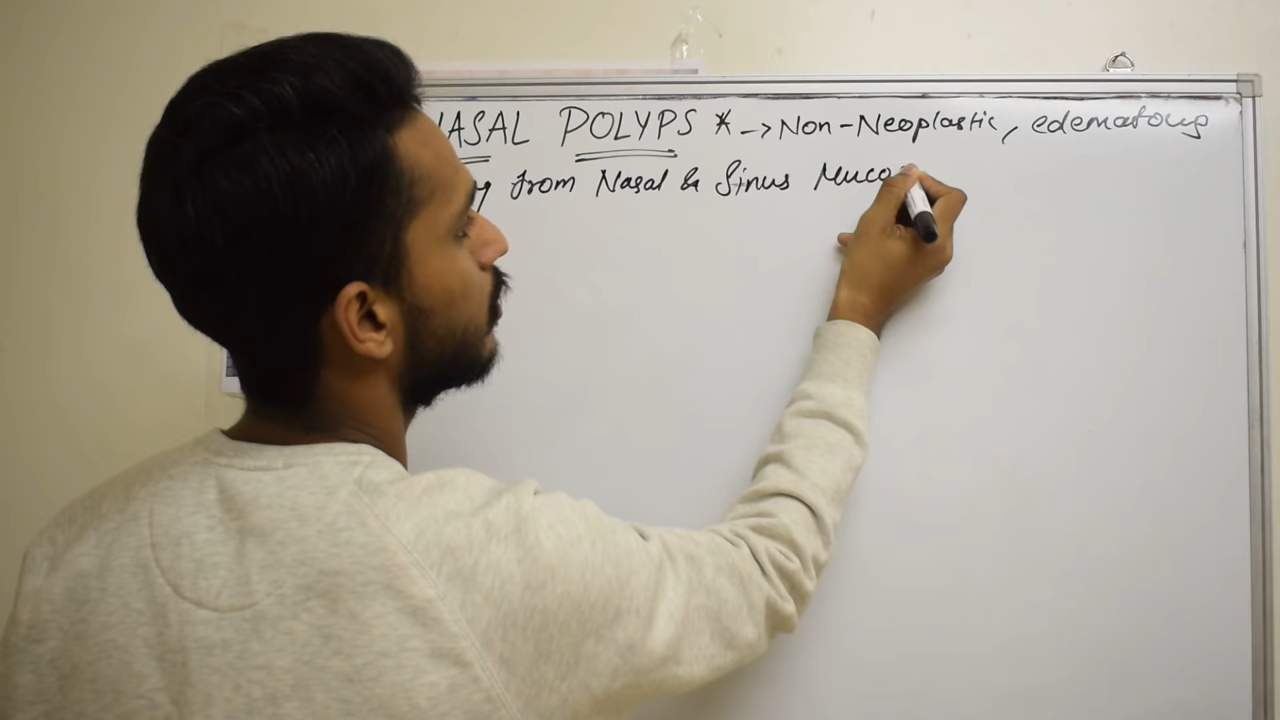 NASAL POLYPS * -> Non-Neoplastic, edematous
from Nasal & Sinus Muco